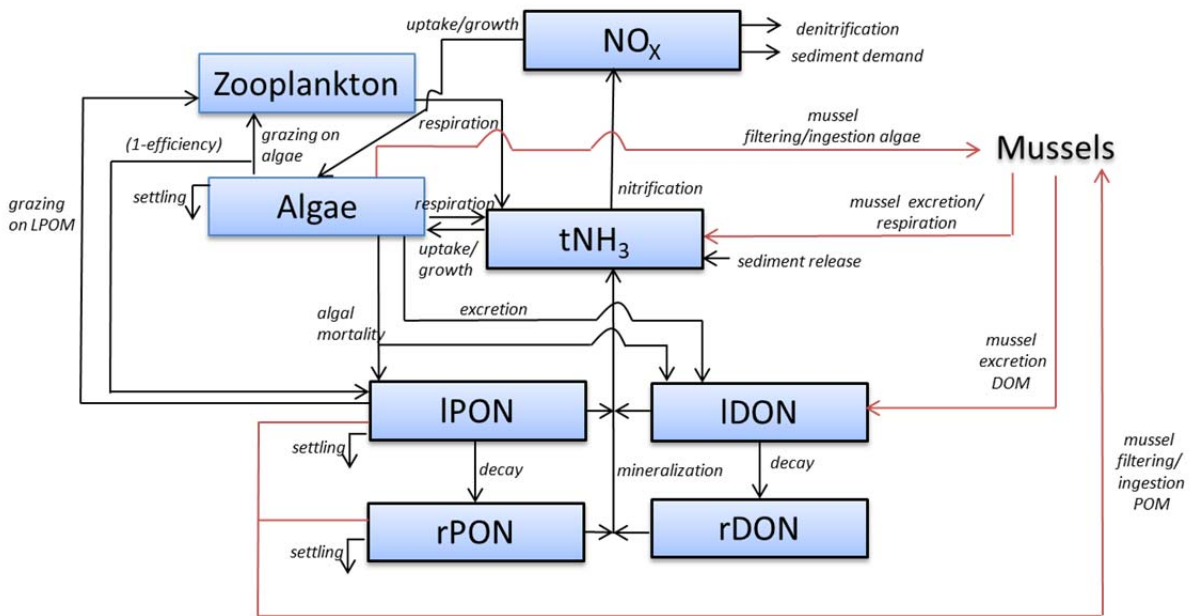 uptake/growth
NOX
denitrification
sediment demand
Zooplankton
respiration
mussel
filtering/ingestion algae
Mussels
(1-efficiency)
grazing on
algae
settling
grazing
on LPOM
Algae
respiration
nitrification
mussel excretion/
respiration
uptake/
growth
tNH3
sediment release
algal
mortality
excretion
mussel
excretion
DOM
lPON
lDON
settling
decay
mineralization
decay
mussel
filtering/
ingestion
POM
rPON
rDON
settling